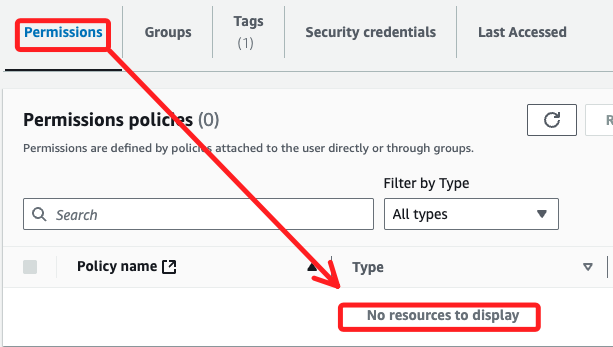 Permissions
Groups
Tags
(1)
Security credentials
Last Accessed
Permissions policies (0)
Permissions are defined by policies attached to the user directly or through groups.
Filter by Type
Search
All types
Policy name
Type
No resources to display